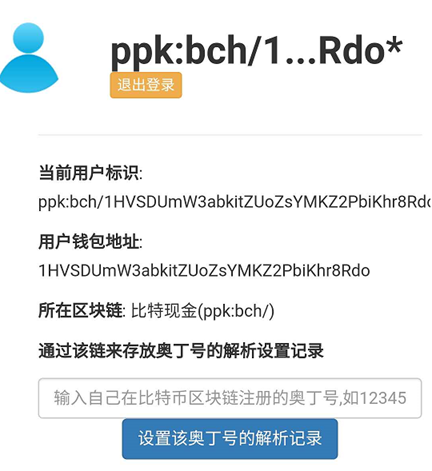 ppk:bch/1...Rdo*
退出登录
当前用户标识:
ppk:bch/1HVSDUmW3abkitZUoZsYMKZ2PbiKhr8Rdo
用户钱包地址:
1HVSDUmW3abkitZUoZsYMKZ2PbiKhr8Rdo
所在区块链: 比特现金(ppk:bch/)
通过该链来存放奥丁号的解析设置记录
输入自己在比特币区块链注册的奥丁号,如12345
设置该奥丁号的解析记录